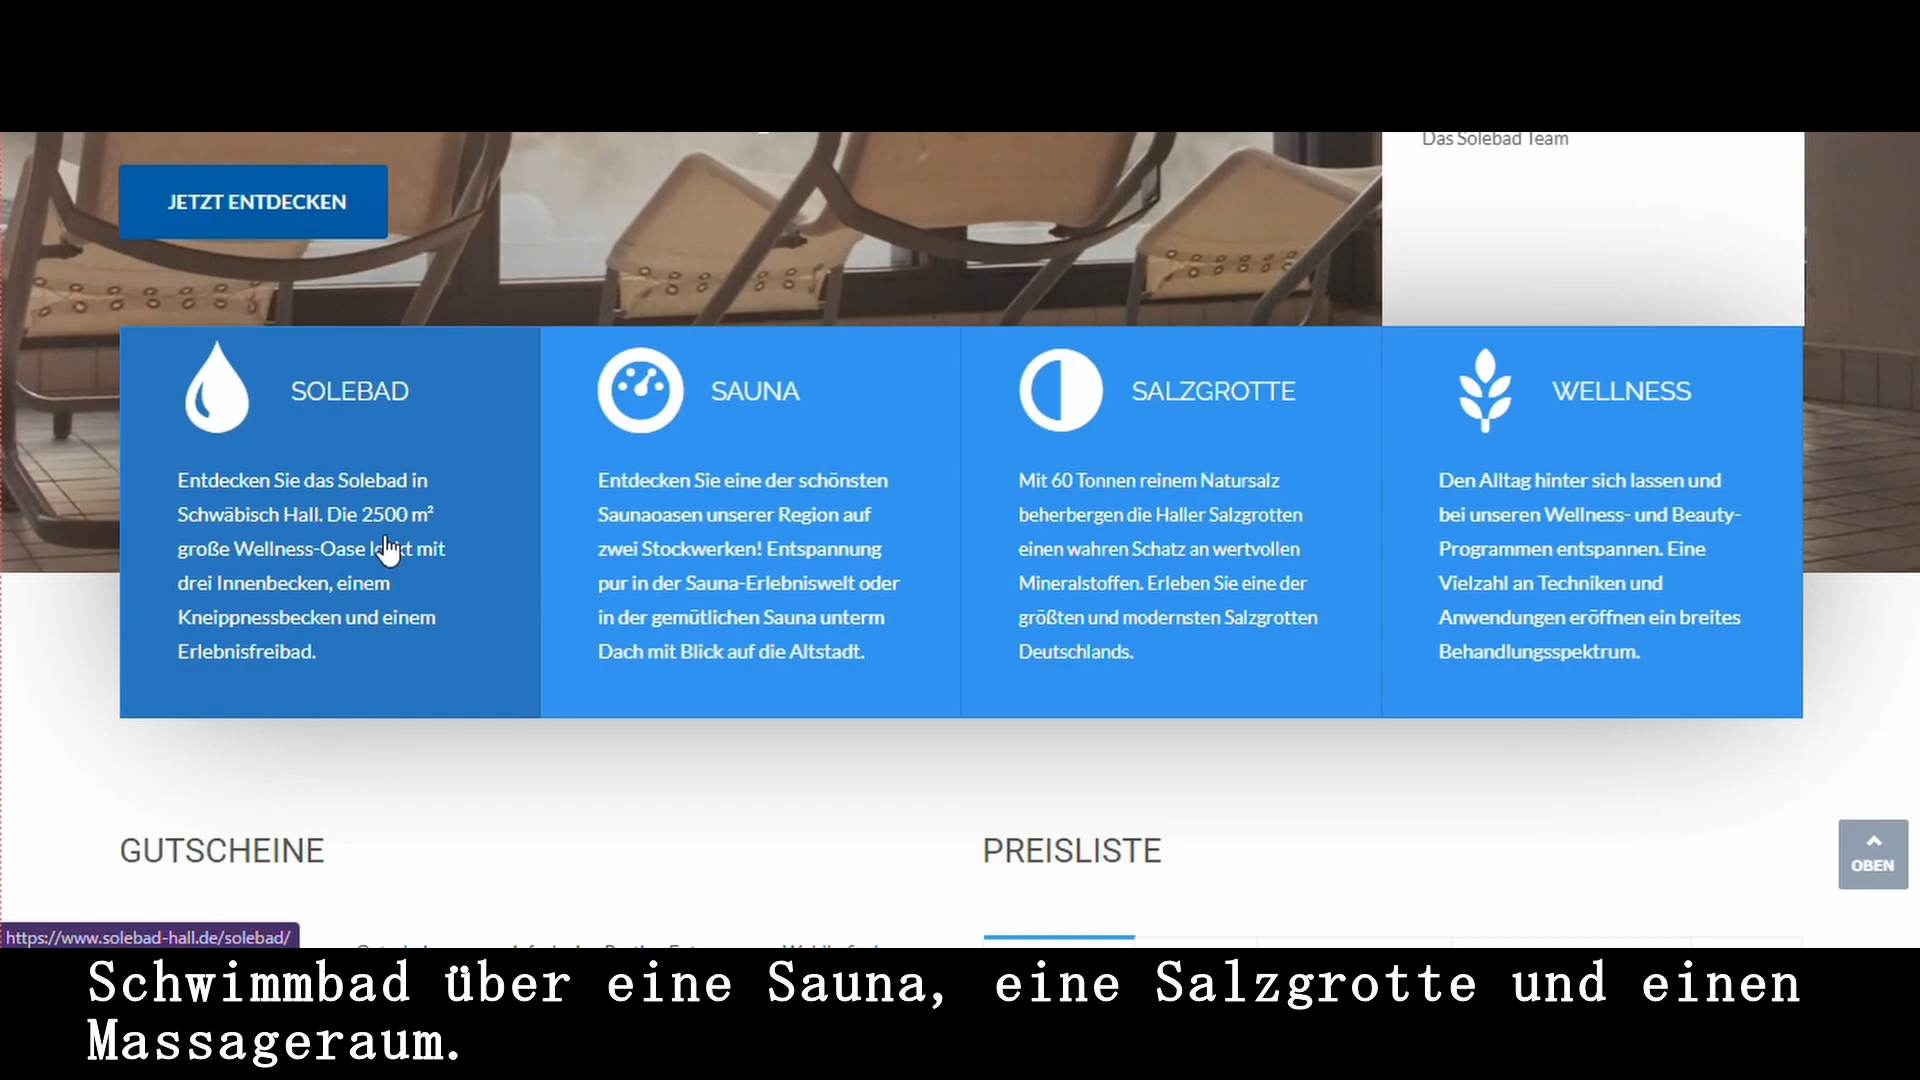 Das Solebad Team
JETZT ENTDECKEN
SOLEBAD
Entdecken Sie das Solebad in
Schwäbisch Hall. Die 2500 m²
große Wellness-Oase lockt mit
drei Innenbecken, einem
Kneippnessbecken und einem
Erlebnisfreibad.
SAUNA
Entdecken Sie eine der schönsten
Saunaoasen unserer Region auf
zwei Stockwerken! Entspannung
pur in der Sauna-Erlebniswelt oder
in der gemütlichen Sauna unterm
Dach mit Blick auf die Altstadt.
SALZGROTTE
Mit 60 Tonnen reinem Natursalz
beherbergen die Haller Salzgrotten
einen wahren Schatz an wertvollen
Mineralstoffen. Erleben Sie eine der
größten und modernsten Salzgrotten
Deutschlands.
WELLNESS
Den Alltag hinter sich lassen und
bei unseren Wellness- und Beauty-
Programmen entspannen. Eine
Vielzahl an Techniken und
Anwendungen eröffnen ein breites
Behandlungsspektrum.
GUTSCHEINE
PREISLISTE
OBEN
https://www.solebad-hall.de/solebad/
Schwimmbad über eine Sauna, eine Salzgrotte und einen
Massageraum.